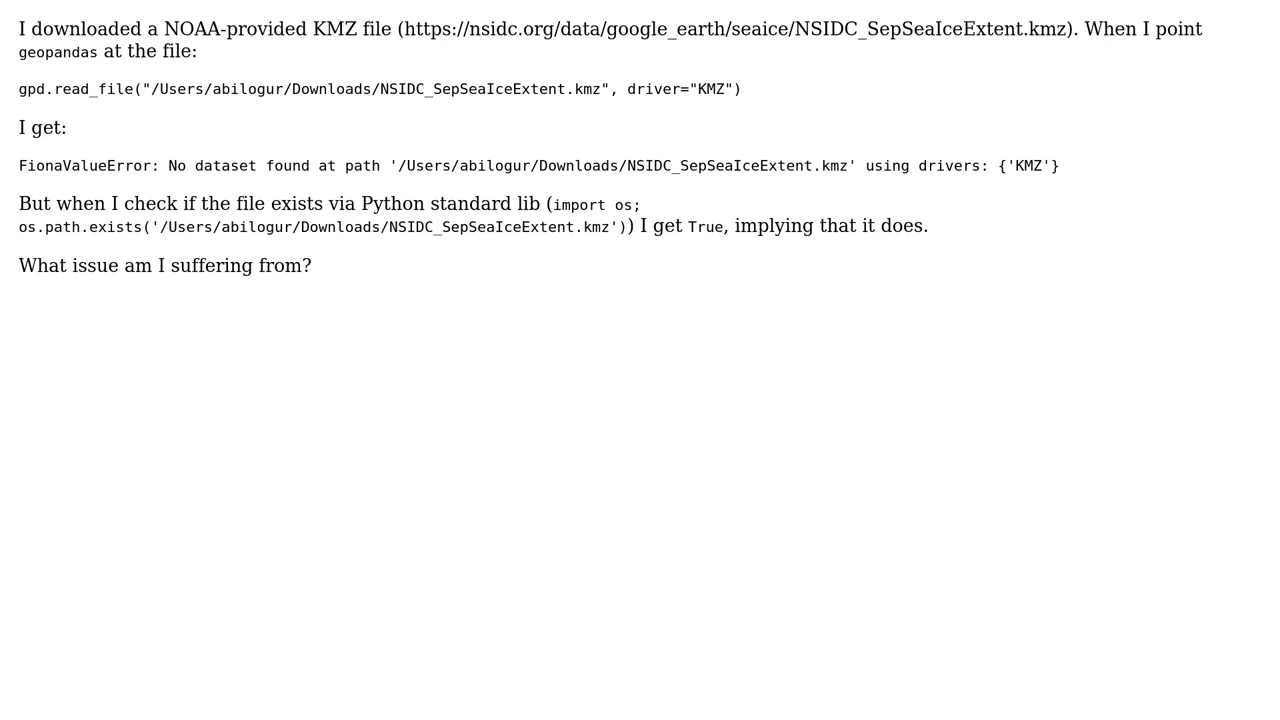 I downloaded a NOAA-provided KMZ file (https://nsidc.org/data/google_earth/seaice/NSIDC_SepSeaIceExtent.kmz). When I point
geopandas at the file:
gpd.read_file("/Users/abilogur/Downloads/NSIDC_SepSeaIceExtent.kmz", driver="KMZ")
I get:
FionaValueError: No dataset found at path '/Users/abilogur/Downloads/NSIDC_SepSeaIceExtent.kmz' using drivers: {'KMZ'}
But when I check if the file exists via Python standard lib (import os;
os.path.exists('/Users/abilogur/Downloads/NSIDC_SepSeaIceExtent.kmz')) I get True, implying that it does.
What issue am I suffering from?